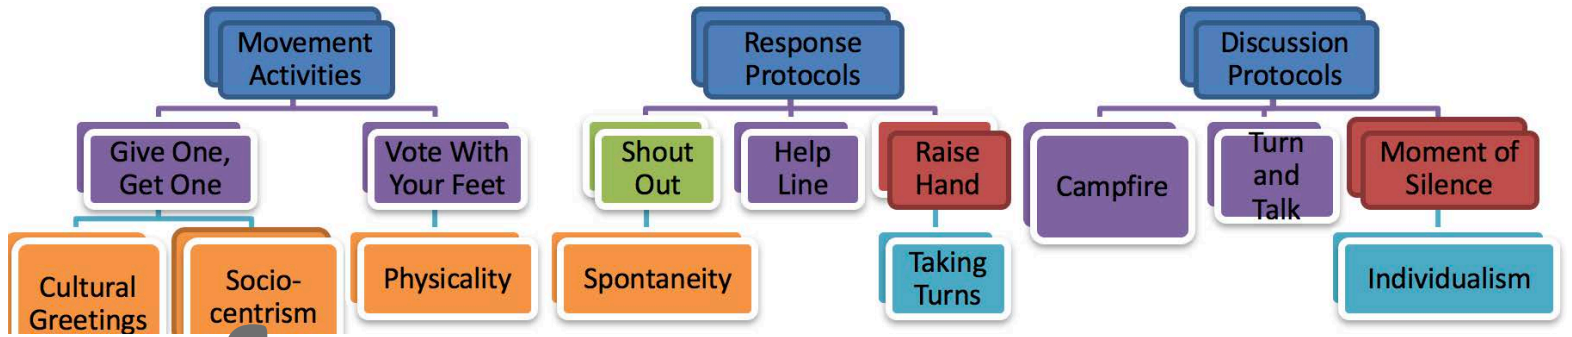 Movement
Activities
Response
Protocols
Discussion
Protocols
Give One,
Get One
Vote With
Your Feet
Shout
Out
Help
Line
Raise
Hand
Campfire
Turn
and
Talk
Moment of
Silence
Cultural
Greetings
Socio-
centrism
Physicality
Spontaneity
Taking
Turns
Individualism